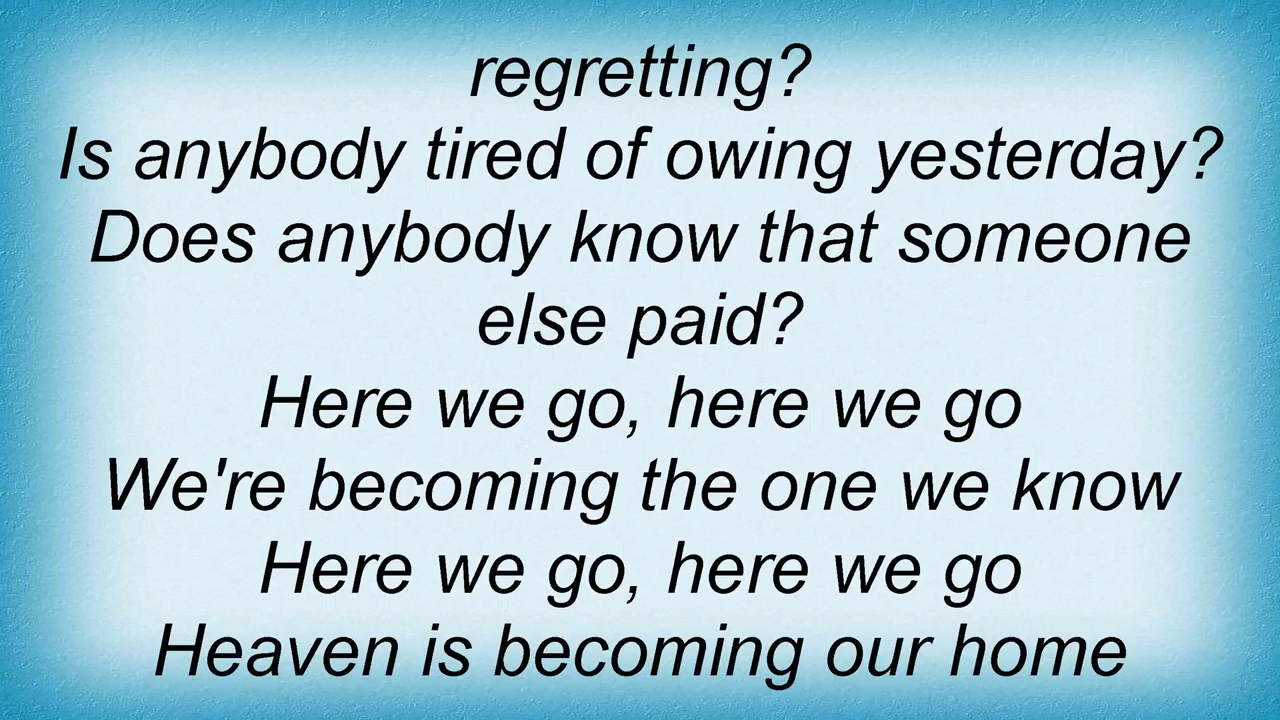 regretting?
Is anybody tired of owing yesterday?
Does anybody know that someone
else paid?
Here we go, here we go
We're becoming the one we know
Here we go, here we go
Heaven is becoming our home